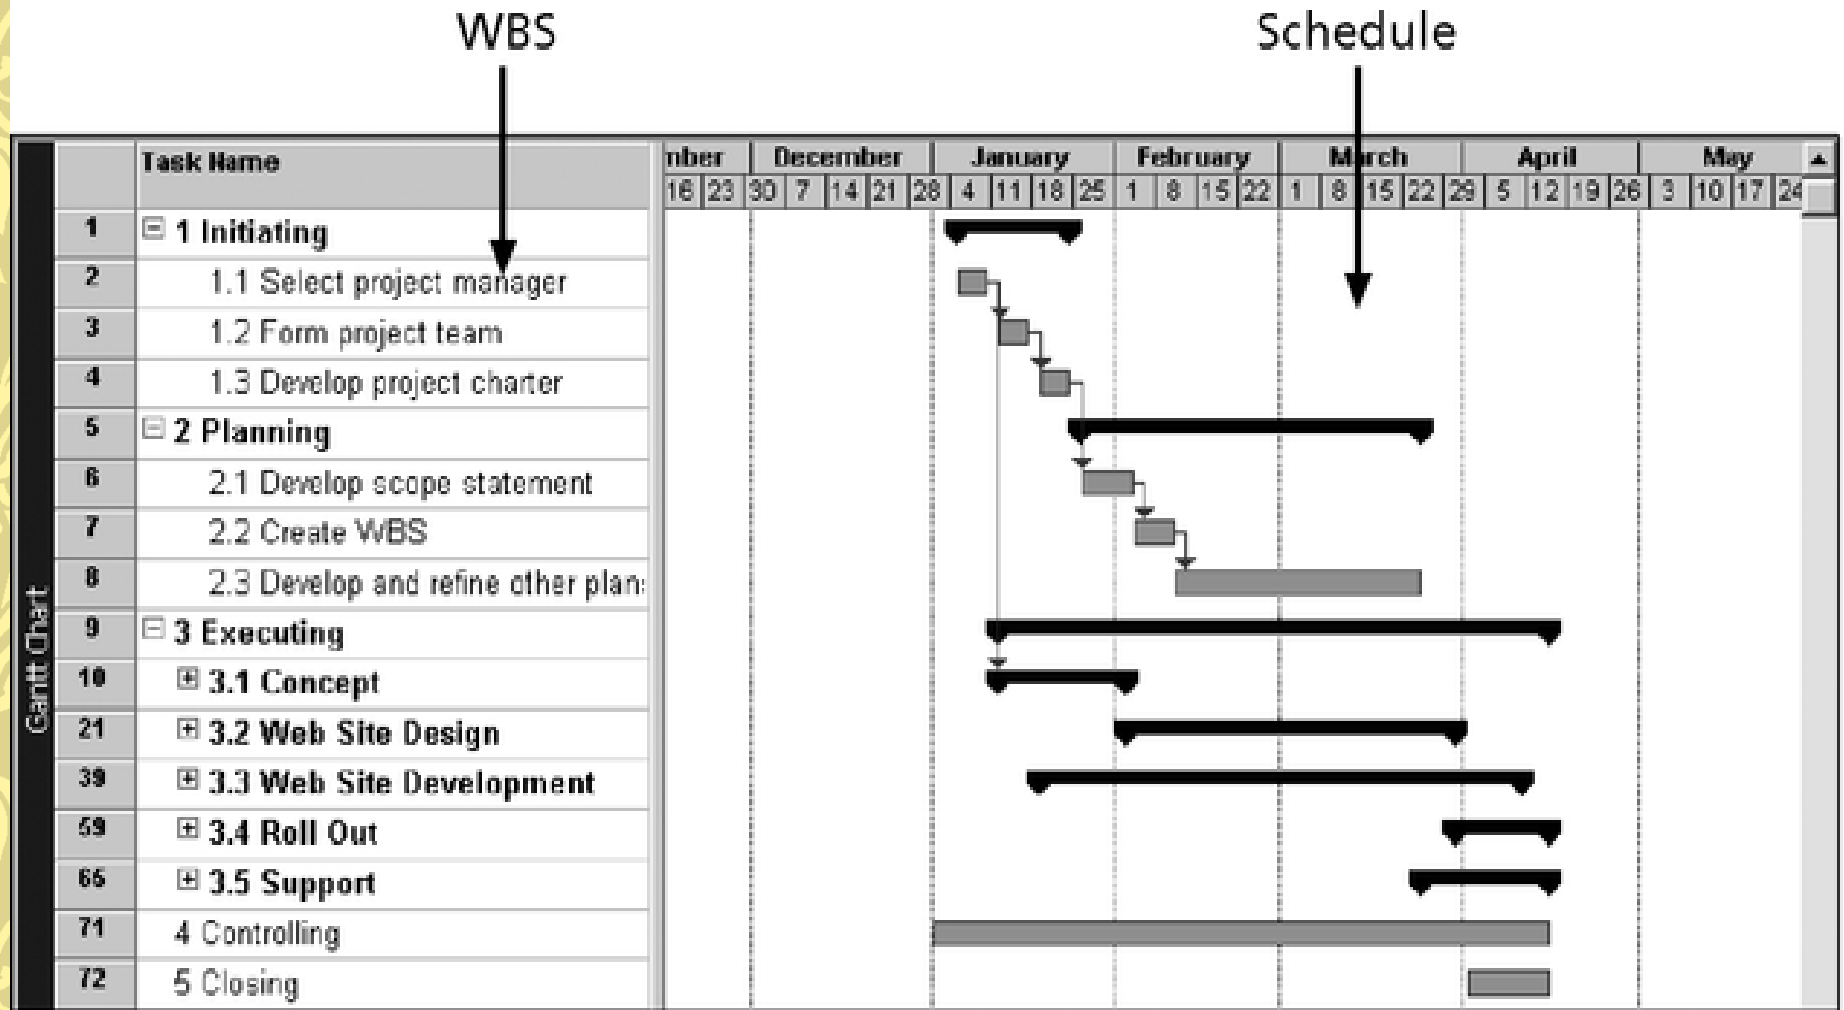 WBS Schedule
Task Name
nber December January February March April May
16 23 30 7 14 21 28 4 11 18 25 1 8 15 22 1 8 15 22 29 5 12 19 26 3 10 17 24
1 1 Initiating
2 1.1 Select project manager
3 1.2 Form project team
4 1.3 Develop project charter
5 2 Planning
6 2.1 Develop scope statement
7 2.2 Create WBS
8 2.3 Develop and refine other plan
9 3 Executing
10 3.1 Concept
21 3.2 Web Site Design
39 3.3 Web Site Development
59 3.4 Roll Out
65 3.5 Support
71 4 Controlling
72 5 Closing
Gantt Chart